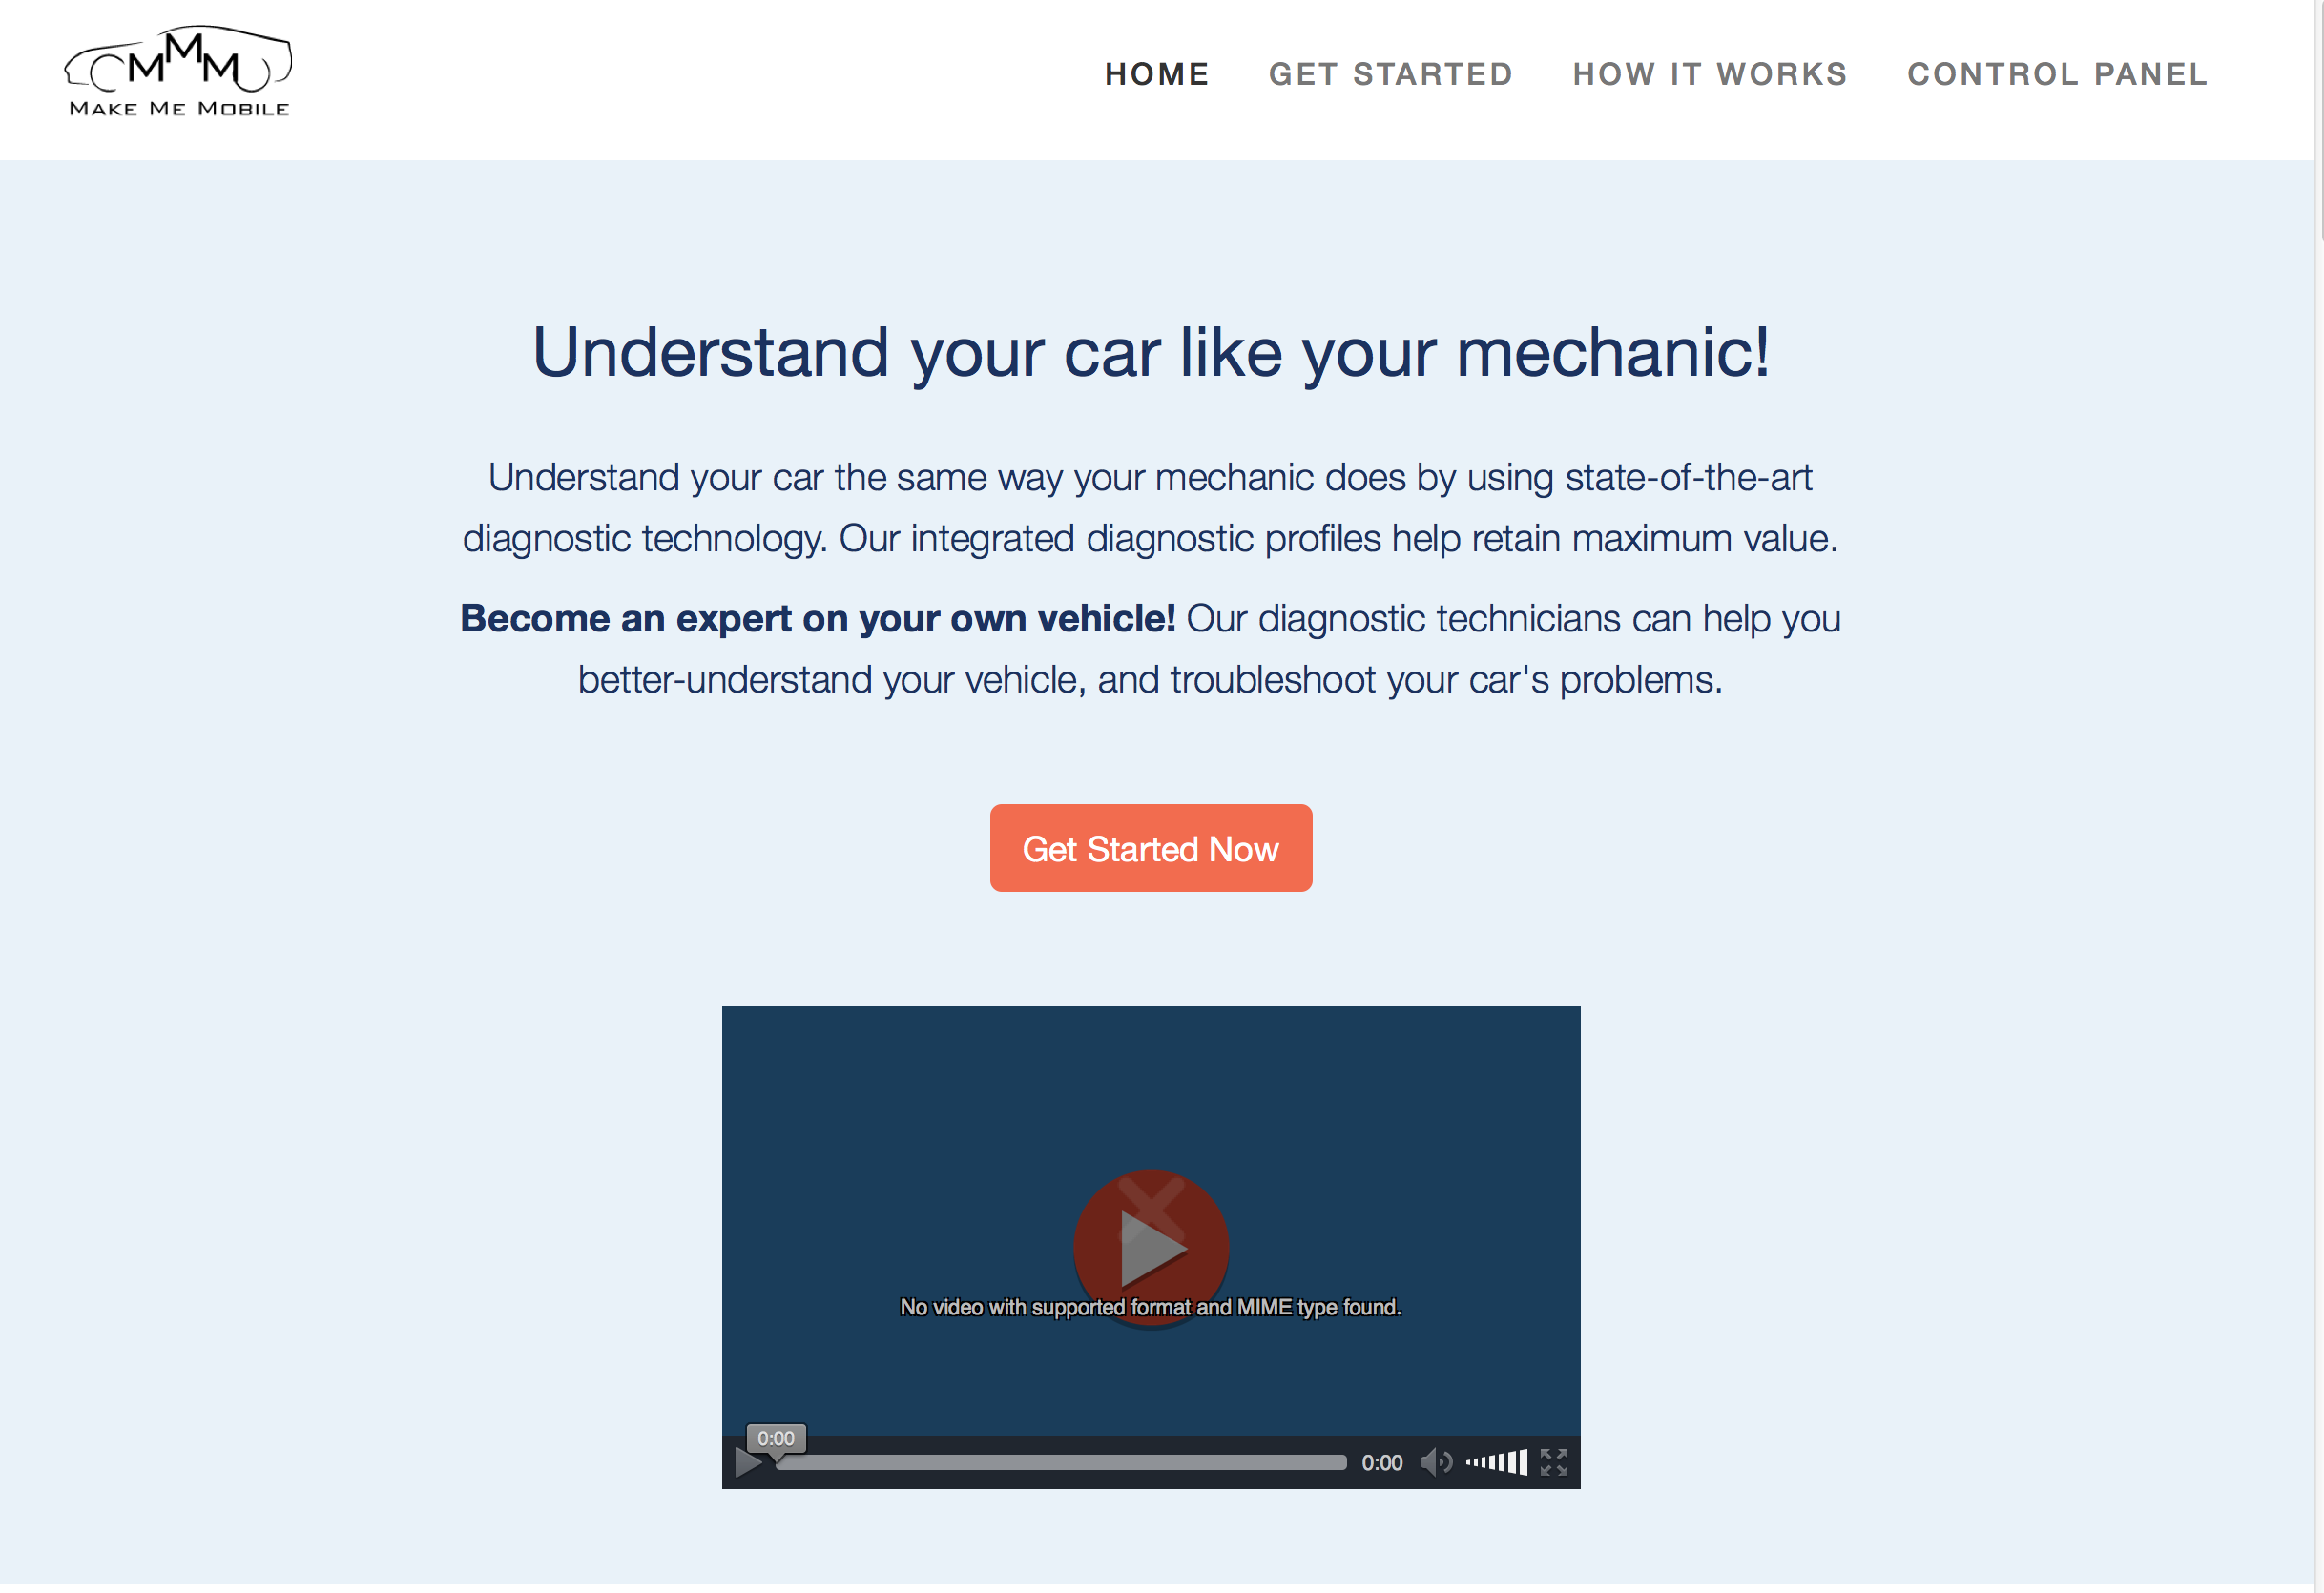 MMM
MAKE ME MOBILE
HOME GET STARTED HOW IT WORKS CONTROL PANEL
Understand your car like your mechanic!
Understand your car the same way your mechanic does by using state-of-the-art
diagnostic technology. Our integrated diagnostic profiles help retain maximum value.
Become an expert on your own vehicle! Our diagnostic technicians can help you
better-understand your vehicle, and troubleshoot your car's problems.
Get Started Now
No video with supported format and MIME type found.
0:00
0:00